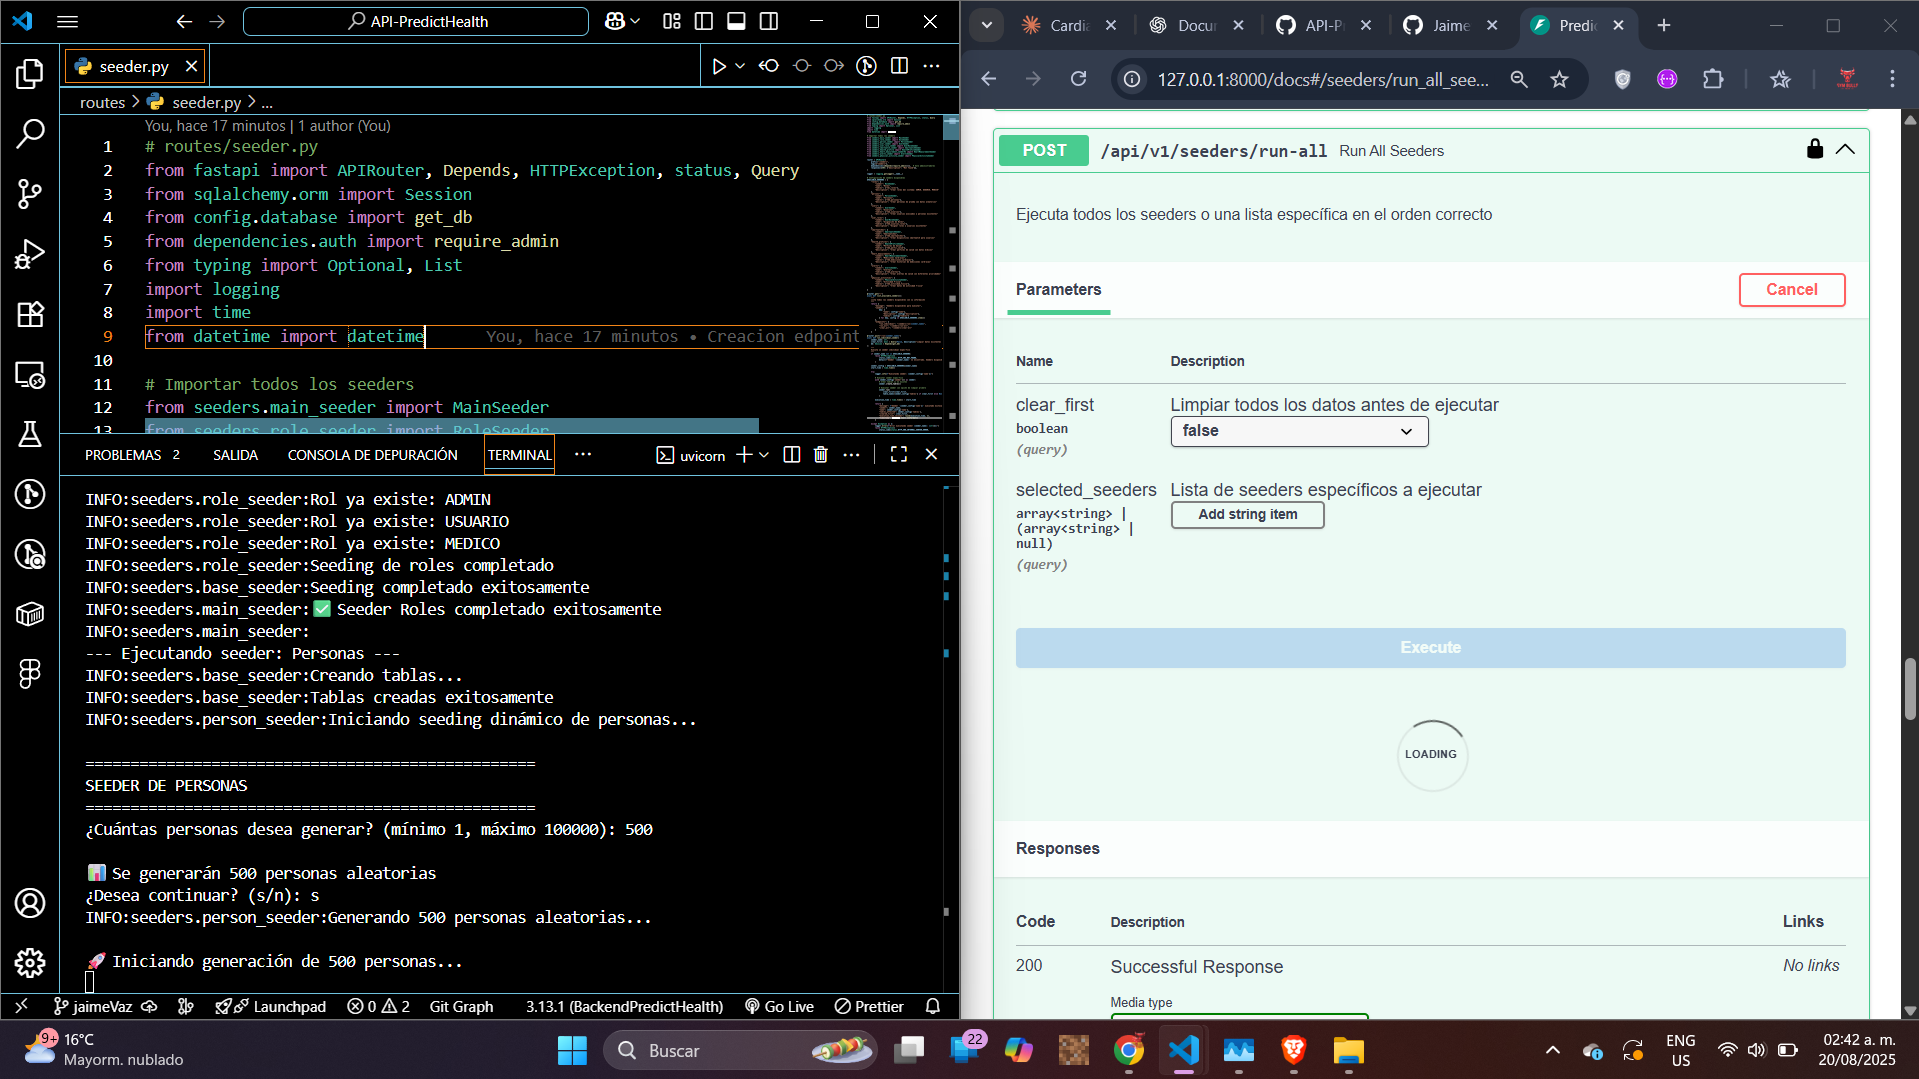 API-PredictHealth
seeder.py
routes > seeder.py > ...
You, hace 17 minutos | 1 author (You)
1 # routes/seeder.py
2 from fastapi import APIRouter, Depends, HTTPException, status, Query
3 from sqlalchemy.orm import Session
4 from config.database import get_db
5 from dependencies.auth import require_admin
6 from typing import Optional, List
7 import logging
8 import time
9 from datetime import datetime You, hace 17 minutos • Creacion edpoint
10
11 # Importar todos los seeders
12 from seeders.main_seeder import MainSeeder
13 from seeders.role_seeder import RoleSeeder
PROBLEMAS 2 SALIDA CONSOLA DE DEPURACIÓN TERMINAL ... uvicorn
INFO:seeders.role_seeder:Rol ya existe: ADMIN
INFO:seeders.role_seeder:Rol ya existe: USUARIO
INFO:seeders.role_seeder:Rol ya existe: MEDICO
INFO:seeders.role_seeder:Seeding de roles completado
INFO:seeders.base_seeder:Seeding completado exitosamente
INFO:seeders.main_seeder:✅ Seeder Roles completado exitosamente
INFO:seeders.main_seeder:
--- Ejecutando seeder: Personas ---
INFO:seeders.base_seeder:Creando tablas...
INFO:seeders.base_seeder:Tablas creadas exitosamente
INFO:seeders.person_seeder:Iniciando seeding dinámico de personas...
==================================================
SEEDER DE PERSONAS
==================================================
¿Cuántas personas desea generar? (mínimo 1, máximo 100000): 500
📊 Se generarán 500 personas aleatorias
¿Desea continuar? (s/n): s
INFO:seeders.person_seeder:Generando 500 personas aleatorias...
🚀 Iniciando generación de 500 personas...
jaimeVaz Launchpad 0 2 Git Graph 3.13.1 (BackendPredictHealth) Go Live Prettier
Cardia Docum API-P Jaime Predic
127.0.0.1:8000/docs#/seeders/run_all_see...
POST /api/v1/seeders/run-all Run All Seeders
Ejecuta todos los seeders o una lista específica en el orden correcto
Parameters
Cancel
Name Description
clear_first Limpiar todos los datos antes de ejecutar
boolean
false
(query)
selected_seeders Lista de seeders específicos a ejecutar
array<string> |
Add string item
(array<string> |
null)
(query)
Execute
LOADING
Responses
Code Description Links
200 Successful Response No links
Media type
9+ 16°C
Mayorm. nublado
Buscar
22
ENG
US
02:42 a. m.
20/08/2025